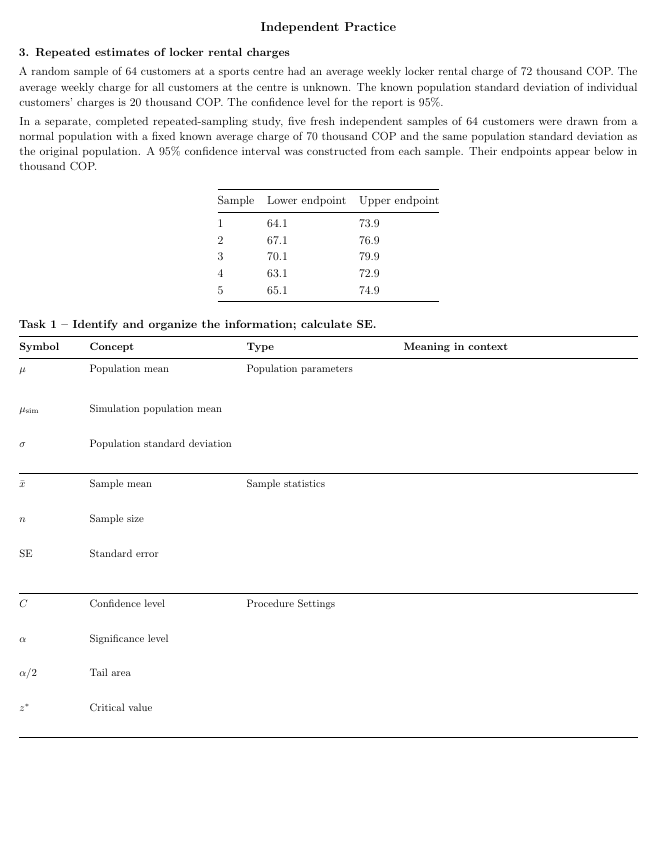 Independent Practice
3. Repeated estimates of locker rental charges
A random sample of 64 customers at a sports centre had an average weekly locker rental charge of 72 thousand COP. The
average weekly charge for all customers at the centre is unknown. The known population standard deviation of individual
customers' charges is 20 thousand COP. The confidence level for the report is 95%.
In a separate, completed repeated-sampling study, five fresh independent samples of 64 customers were drawn from a
normal population with a fixed known average charge of 70 thousand COP and the same population standard deviation as
the original population. A 95% confidence interval was constructed from each sample. Their endpoints appear below in
thousand COP.
Sample Lower endpoint Upper endpoint
1 64.1 73.9
2 67.1 76.9
3 70.1 79.9
4 63.1 72.9
5 65.1 74.9
Task 1 – Identify and organize the information; calculate SE.
Symbol Concept Type Meaning in context
μ Population mean Population parameters
μsim Simulation population mean
σ Population standard deviation
x̄ Sample mean Sample statistics
n Sample size
SE Standard error
C Confidence level Procedure Settings
α Significance level
α/2 Tail area
z* Critical value